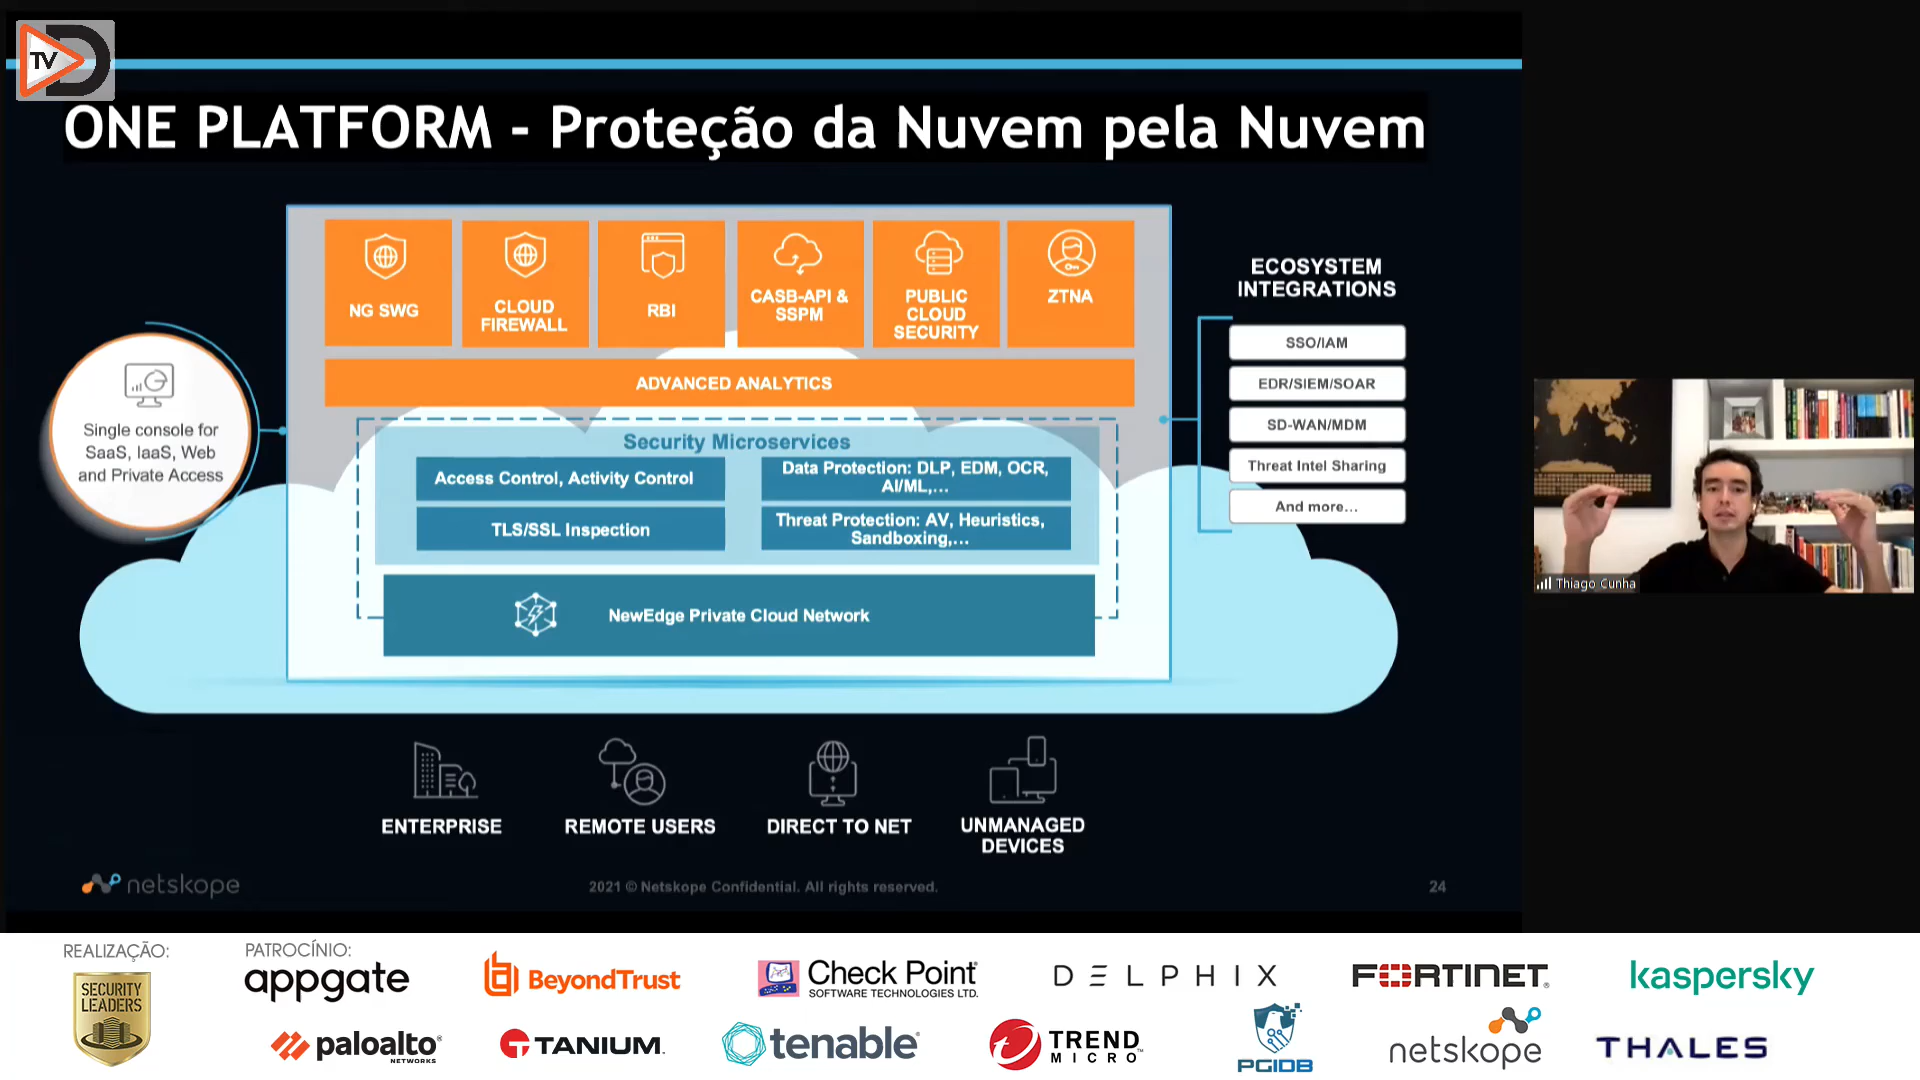 TV
ONE PLATFORM - Proteção da Nuvem pela Nuvem
NG SWG
CLOUD
FIREWALL
RBI
CASB-API &
SSPM
PUBLIC
CLOUD
SECURITY
ZTNA
ADVANCED ANALYTICS
Single console for
SaaS, IaaS, Web
and Private Access
Security Microservices
Access Control, Activity Control
TLS/SSL Inspection
Data Protection: DLP, EDM, OCR,
AI/ML,...
Threat Protection: AV, Heuristics,
Sandboxing,...
NewEdge Private Cloud Network
ECOSYSTEM
INTEGRATIONS
SSO/IAM
EDR/SIEM/SOAR
SD-WAN/MDM
Threat Intel Sharing
And more...
Thiago Cunha
ENTERPRISE
REMOTE USERS
DIRECT TO NET
UNMANAGED
DEVICES
netskope
2021 © Netskope Confidential. All rights reserved.
24
REALIZAÇÃO:
SECURITY
LEADERS
PATROCÍNIO:
appgate
BeyondTrust
Check Point
SOFTWARE TECHNOLOGIES LTD.
DELPHIX
FORTINET
kaspersky
paloalto
NETWORKS
TANIUM
tenable
TREND
MICRO
PGIDB
netskope
THALES